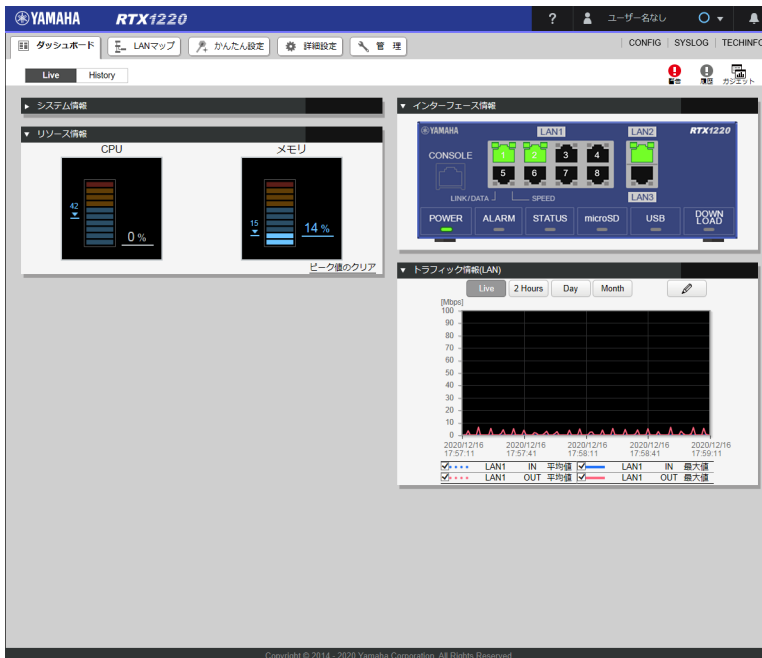 YAMAHA RTX1220 ? ユーザー名なし
ダッシュボード LANマップ かんたん設定 詳細設定 管 理 CONFIG SYSLOG TECHINFO
Live History 警告 履歴 ガジェット
システム情報
リソース情報
CPU メモリ
42 0 %
15 14 %
ピーク値のクリア
インターフェース情報
YAMAHA LAN1 LAN2 RTX1220
CONSOLE 1 2 3 4
5 6 7 8
LINK/DATA SPEED LAN3
POWER ALARM STATUS microSD USB DOWN LOAD
トラフィック情報(LAN)
Live 2 Hours Day Month
[Mbps]
100
90
80
70
60
50
40
30
20
10
0
2020/12/16 2020/12/16 2020/12/16 2020/12/16 2020/12/16
17:57:11 17:57:41 17:58:11 17:58:41 17:59:11
LAN1 IN 平均値 LAN1 IN 最大値
LAN1 OUT 平均値 LAN1 OUT 最大値
Copyright © 2014 - 2020 Yamaha Corporation. All Rights Reserved.